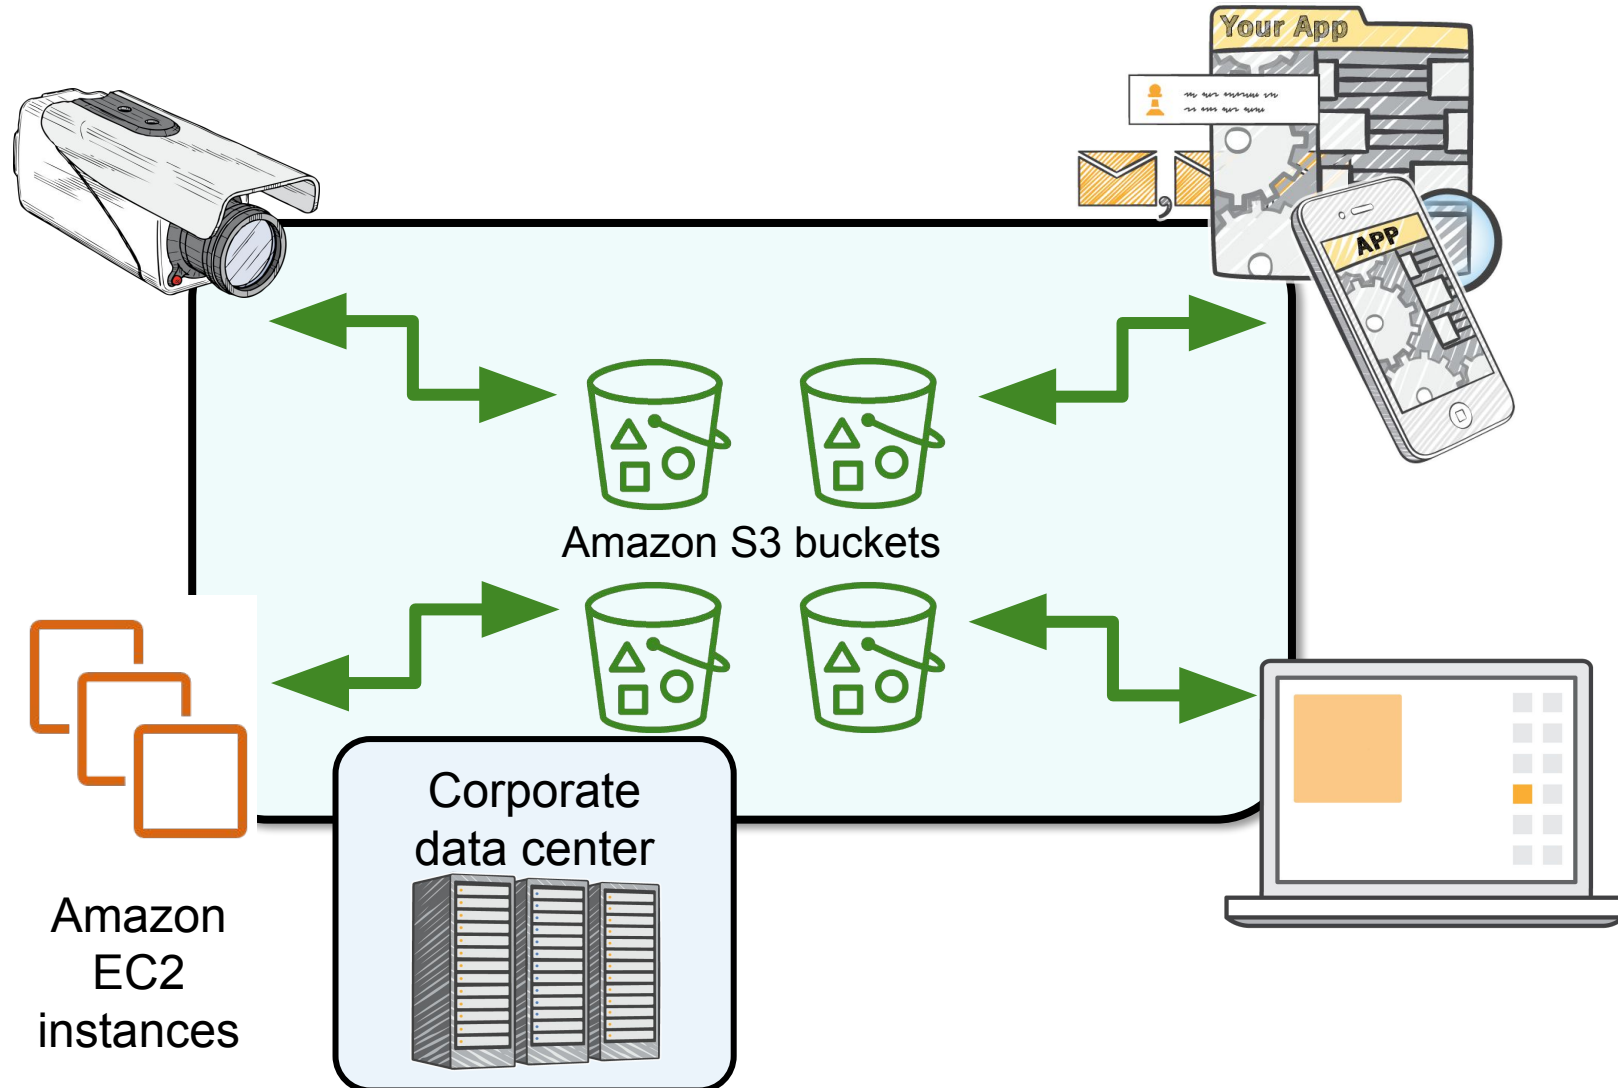 Your App
APP
Amazon S3 buckets
Corporate
data center
Amazon
EC2
instances